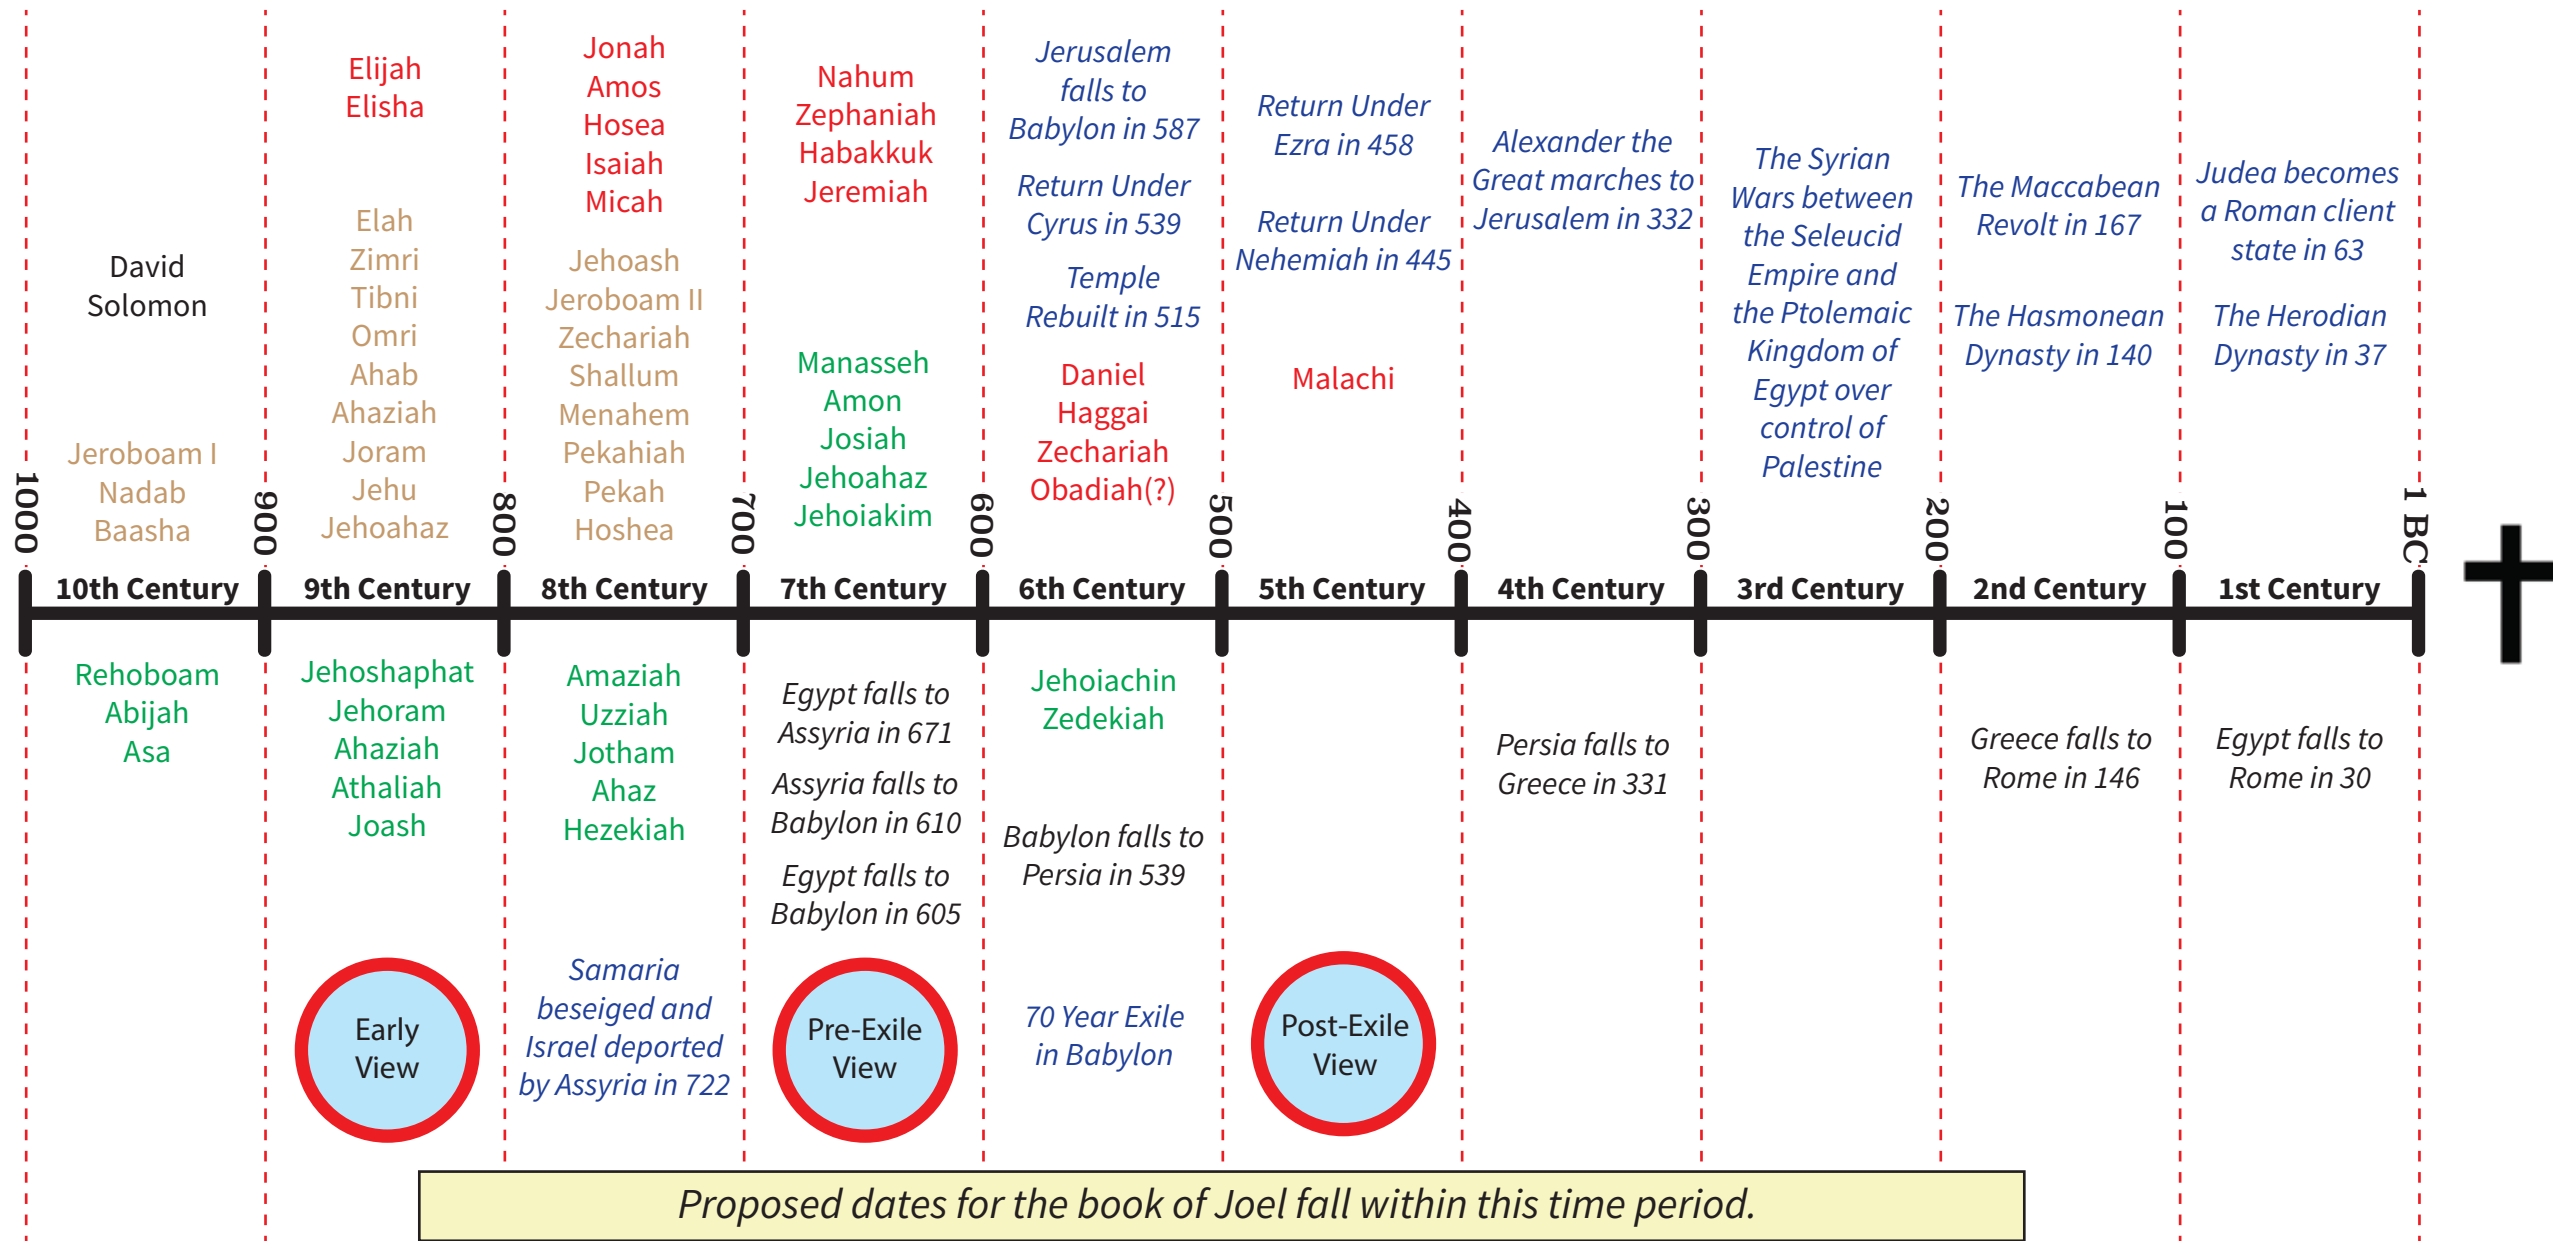 David
Solomon
Jeroboam I
Nadab
Baasha
Elijah
Elisha
Elah
Zimri
Tibni
Omri
Ahab
Ahaziah
Joram
Jehu
Jehoahaz
Jonah
Amos
Hosea
Isaiah
Micah
Jehoash
Jeroboam II
Zechariah
Shallum
Menahem
Pekahiah
Pekah
Hoshea
Nahum
Zephaniah
Habakkuk
Jeremiah
Manasseh
Amon
Josiah
Jehoahaz
Jehoiakim
Jerusalem
falls to
Babylon in 587
Return Under
Cyrus in 539
Temple
Rebuilt in 515
Daniel
Haggai
Zechariah
Obadiah(?)
Return Under
Ezra in 458
Return Under
Nehemiah in 445
Malachi
Alexander the
Great marches to
Jerusalem in 332
The Syrian
Wars between
the Seleucid
Empire and
the Ptolemaic
Kingdom of
Egypt over
control of
Palestine
The Maccabean
Revolt in 167
The Hasmonean
Dynasty in 140
Judea becomes
a Roman client
state in 63
The Herodian
Dynasty in 37
1000
900
800
700
600
500
400
300
200
100
1 BC
10th Century
9th Century
8th Century
7th Century
6th Century
5th Century
4th Century
3rd Century
2nd Century
1st Century
Rehoboam
Abijah
Asa
Jehoshaphat
Jehoram
Ahaziah
Athaliah
Joash
Amaziah
Uzziah
Jotham
Ahaz
Hezekiah
Egypt falls to
Assyria in 671
Assyria falls to
Babylon in 610
Egypt falls to
Babylon in 605
Jehoiachin
Zedekiah
Babylon falls to
Persia in 539
Persia falls to
Greece in 331
Greece falls to
Rome in 146
Egypt falls to
Rome in 30
Early
View
Samaria
beseiged and
Israel deported
by Assyria in 722
Pre-Exile
View
70 Year Exile
in Babylon
Post-Exile
View
Proposed dates for the book of Joel fall within this time period.